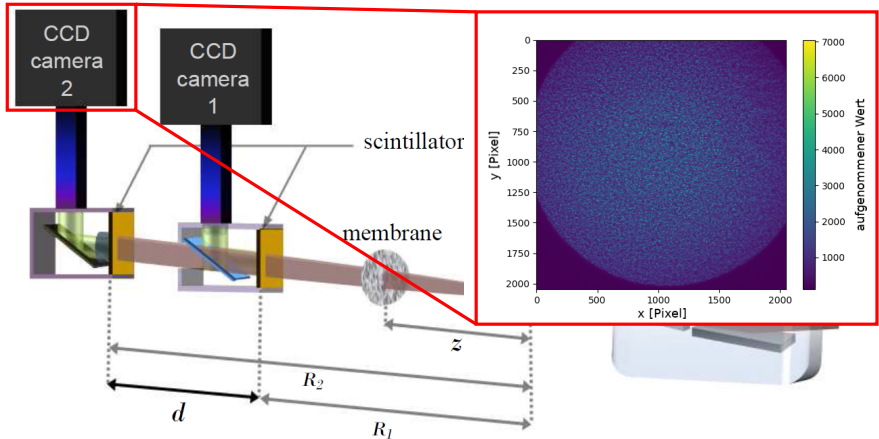 CCD
camera
2
CCD
camera
1
scintillator
membrane
z
R2
d
R1
0
250
500
750
1000
1250
1500
1750
2000
y [Pixel]
0
500
1000
1500
2000
x [Pixel]
7000
6000
5000
4000
3000
2000
1000
aufgenommener Wert